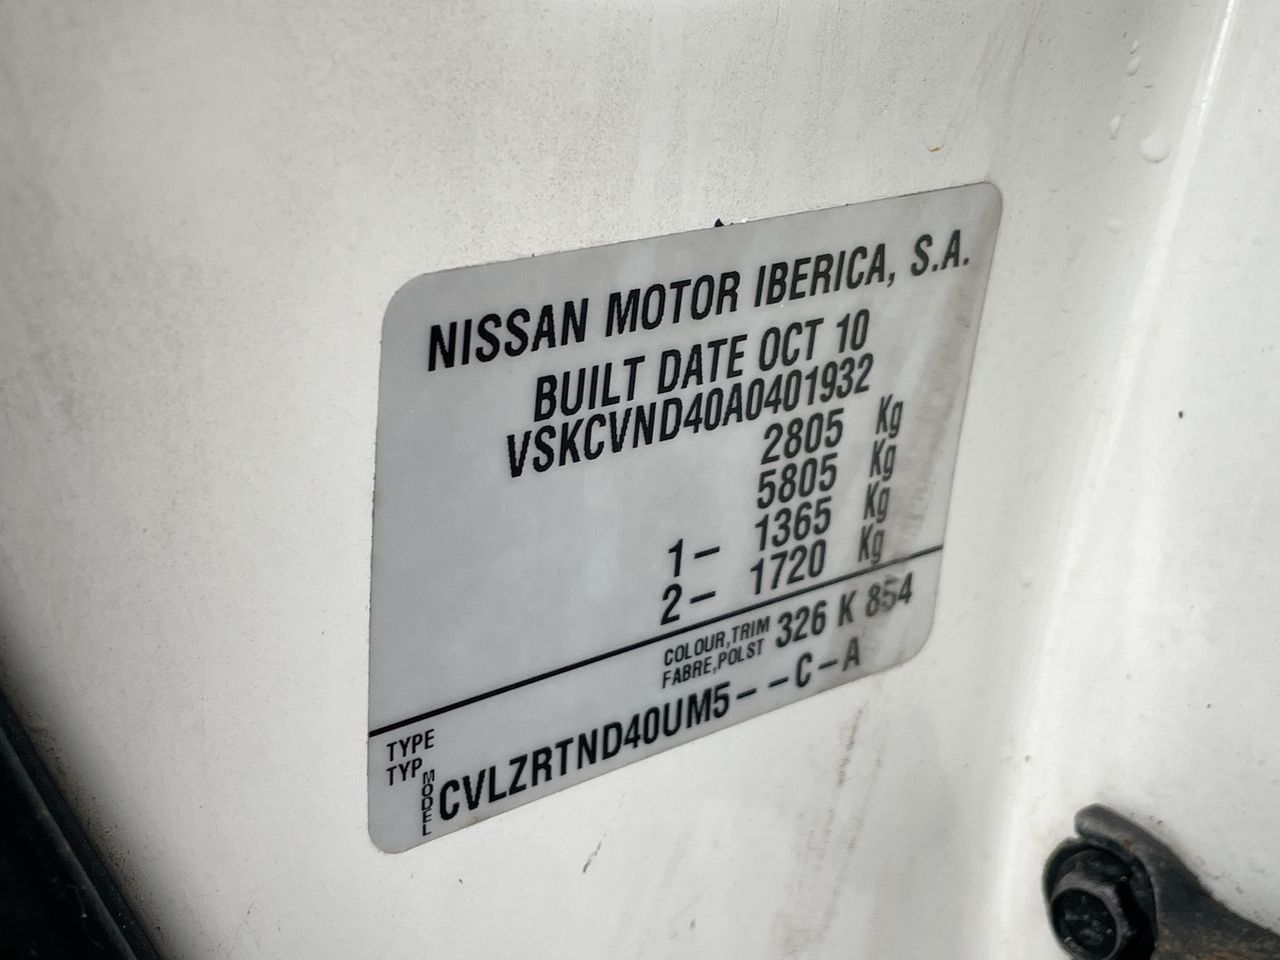 NISSAN MOTOR IBERICA, S.A.
BUILT DATE OCT 10
VSKCVND40A0401932
2805 Kg
5805 Kg
1- 1365 Kg
2- 1720 Kg
COLOUR,TRIM 326 K 854
FABRE,POLST
TYPE
TYP
MODEL CVLZRTND40UM5--C-A